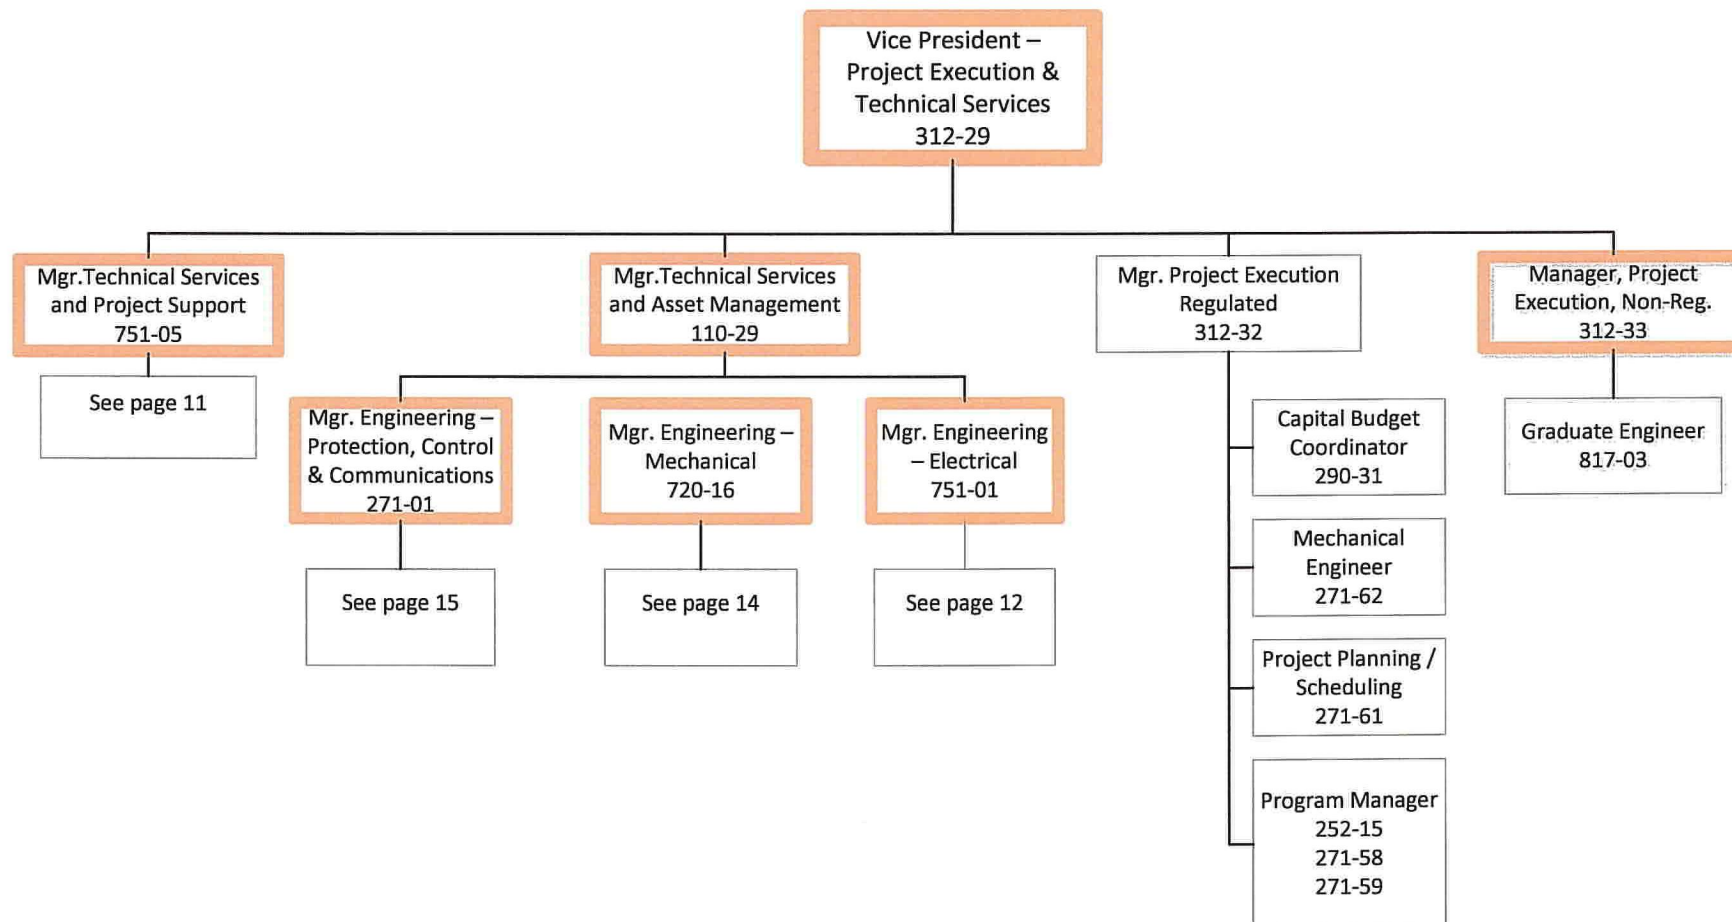 Vice President –
Project Execution &
Technical Services
312-29
Mgr.Technical Services
and Project Support
751-05
See page 11
Mgr.Technical Services
and Asset Management
110-29
Mgr. Engineering –
Protection, Control
& Communications
271-01
See page 15
Mgr. Engineering –
Mechanical
720-16
See page 14
Mgr. Engineering
– Electrical
751-01
See page 12
Mgr. Project Execution
Regulated
312-32
Capital Budget
Coordinator
290-31
Mechanical
Engineer
271-62
Project Planning /
Scheduling
271-61
Program Manager
252-15
271-58
271-59
Manager, Project
Execution, Non-Reg.
312-33
Graduate Engineer
817-03